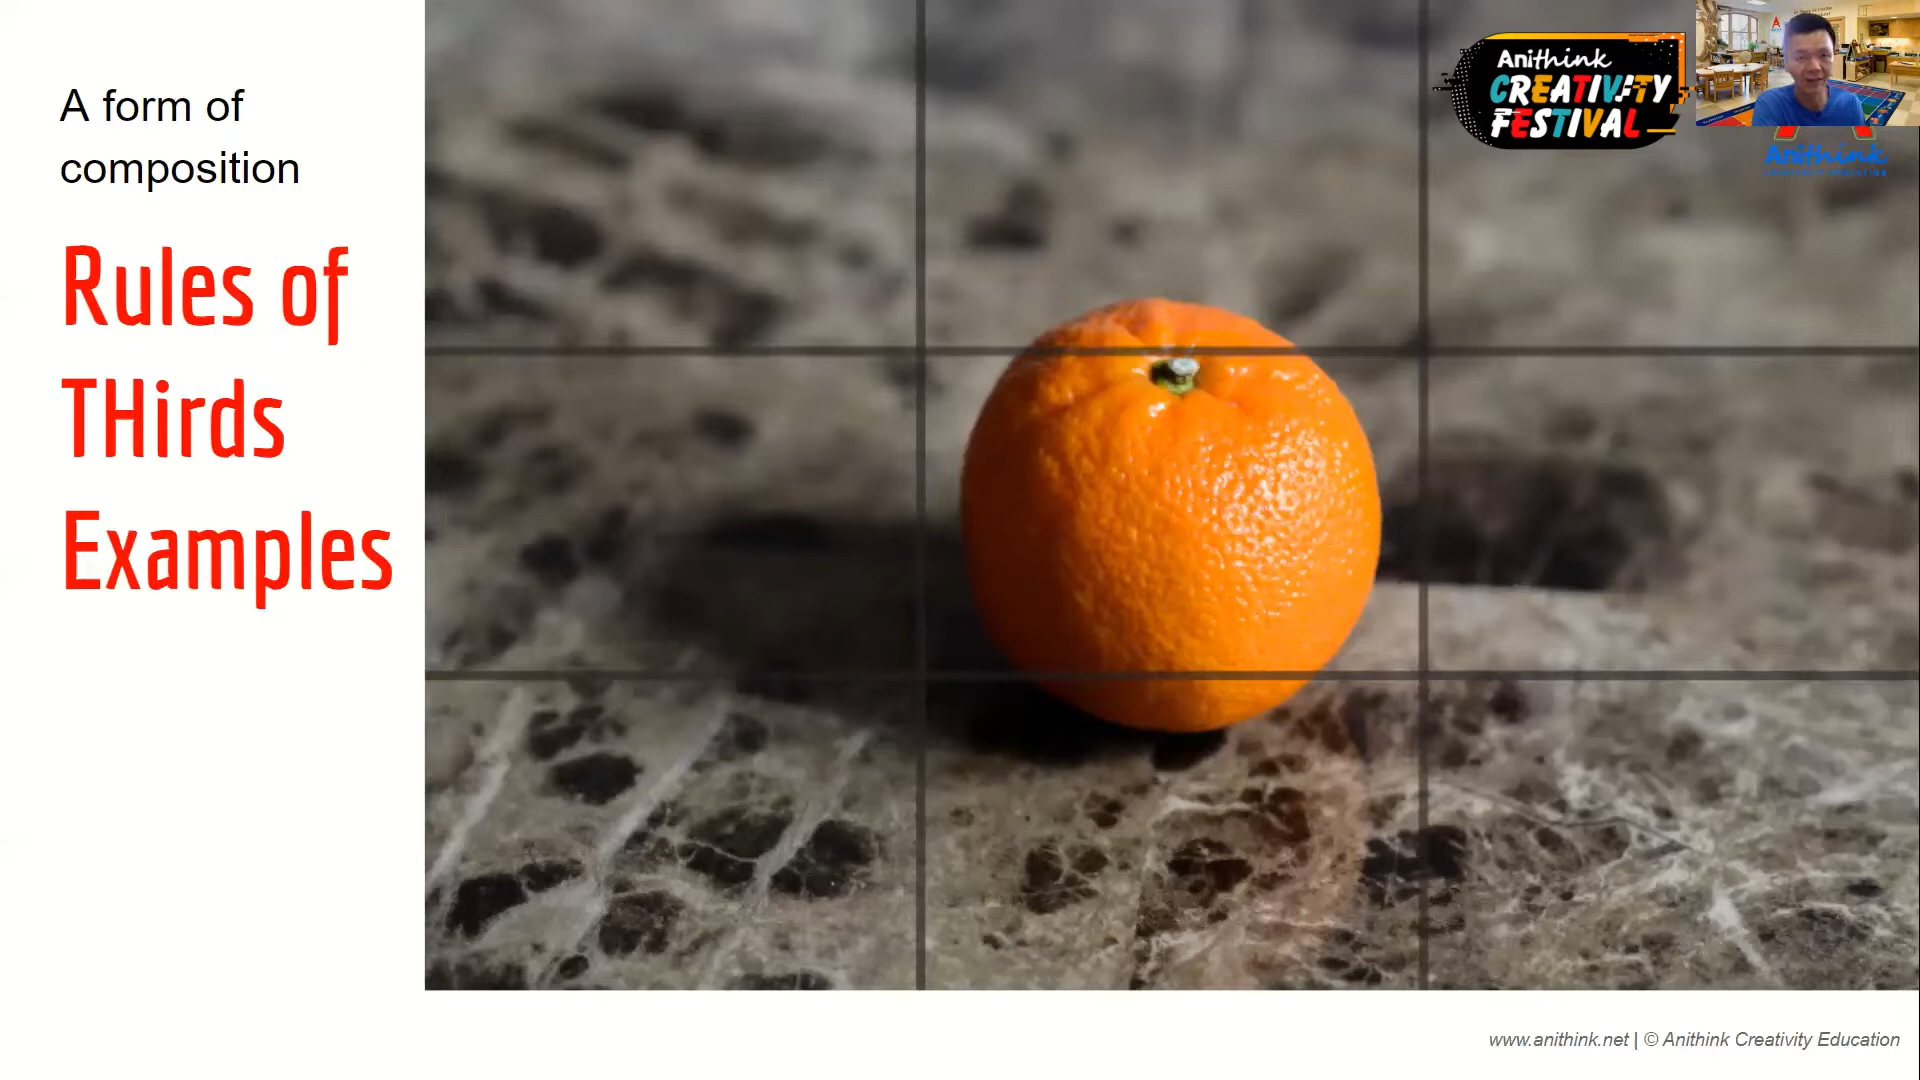 A form of
composition
Rules of
THirds
Examples
Anithink
CREATIVITY
FESTIVAL
Anithink
www.anithink.net | © Anithink Creativity Education